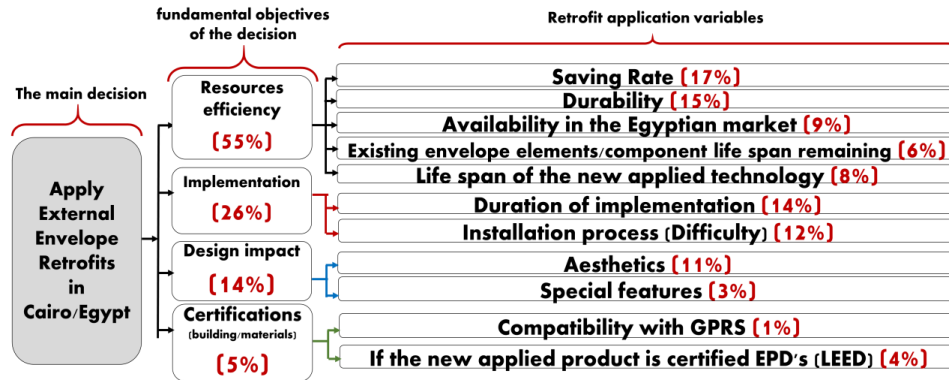 fundamental objectives
of the decision
Retrofit application variables
The main decision
Apply
External
Envelope
Retrofits
in
Cairo/Egypt
Resources
efficiency
(55%)
Saving Rate (17%)
Durability (15%)
Availability in the Egyptian market (9%)
Existing envelope elements/component life span remaining (6%)
Life span of the new applied technology (8%)
Implementation
(26%)
Duration of implementation (14%)
Installation process (Difficulty) (12%)
Design impact
(14%)
Aesthetics (11%)
Special features (3%)
Certifications
(building/materials)
(5%)
Compatibility with GPRS (1%)
If the new applied product is certified EPD's (LEED) (4%)